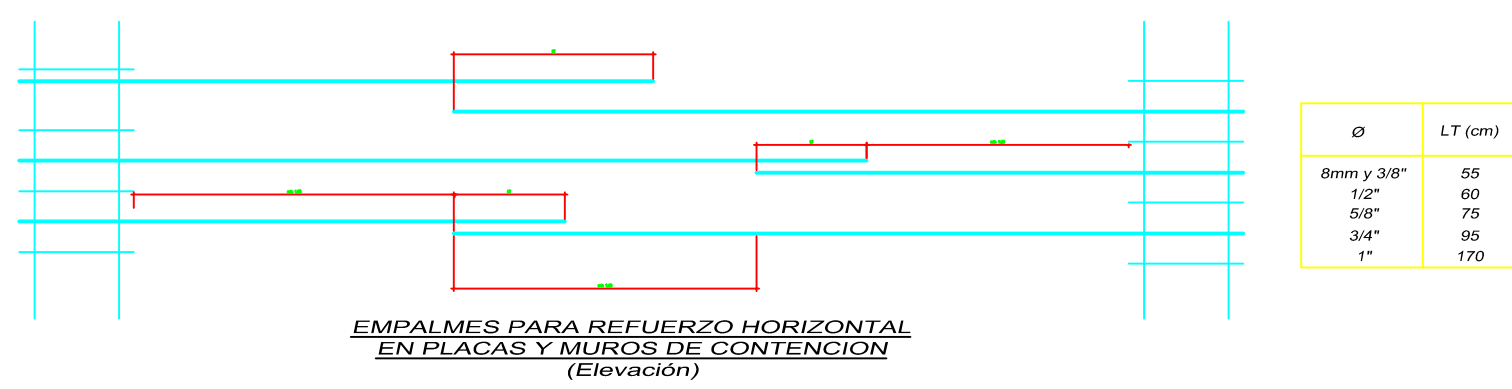 Ø
LT (cm)
8mm y 3/8"
55
1/2"
60
5/8"
75
3/4"
95
1"
170
EMPALMES PARA REFUERZO HORIZONTAL
EN PLACAS Y MUROS DE CONTENCION
(Elevación)